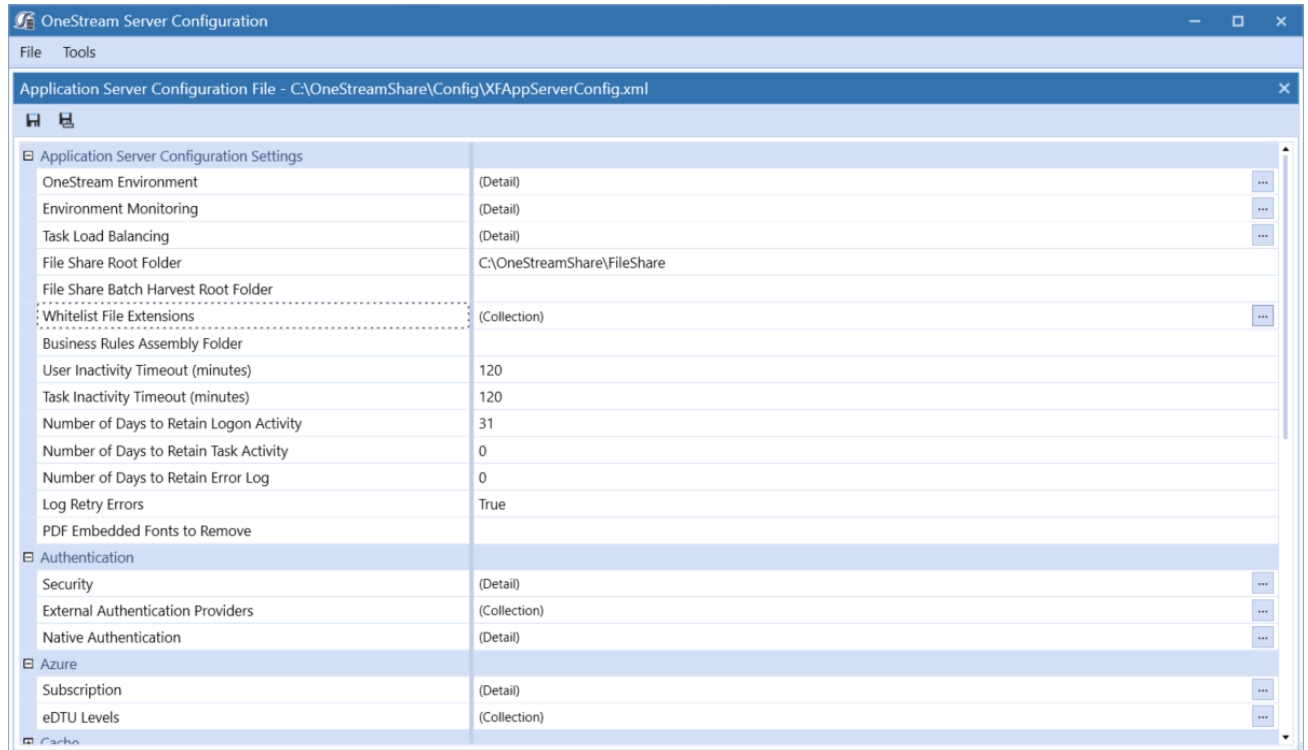 OneStream Server Configuration
File Tools
Application Server Configuration File - C:\OneStreamShare\Config\XFAppServerConfig.xml
Application Server Configuration Settings
OneStream Environment (Detail) ...
Environment Monitoring (Detail) ...
Task Load Balancing (Detail) ...
File Share Root Folder C:\OneStreamShare\FileShare
File Share Batch Harvest Root Folder
Whitelist File Extensions (Collection) ...
Business Rules Assembly Folder
User Inactivity Timeout (minutes) 120
Task Inactivity Timeout (minutes) 120
Number of Days to Retain Logon Activity 31
Number of Days to Retain Task Activity 0
Number of Days to Retain Error Log 0
Log Retry Errors True
PDF Embedded Fonts to Remove
Authentication
Security (Detail) ...
External Authentication Providers (Collection) ...
Native Authentication (Detail) ...
Azure
Subscription (Detail) ...
eDTU Levels (Collection) ...
Cache